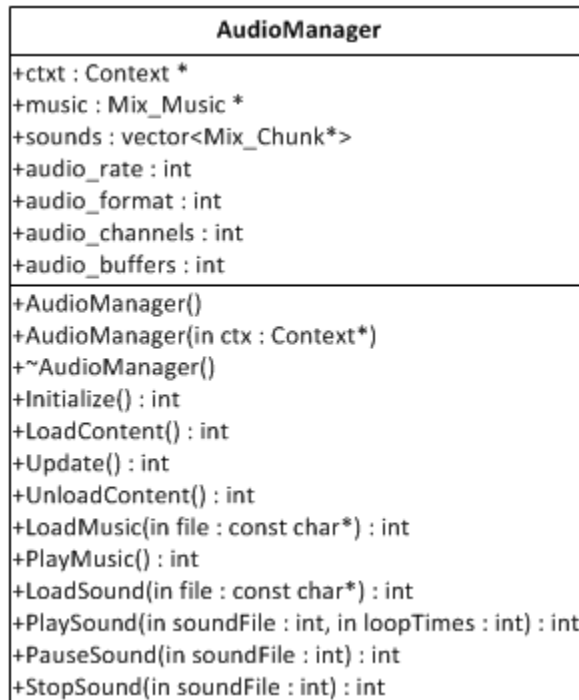 AudioManager
+ctxt : Context *
+music : Mix_Music *
+sounds : vector<Mix_Chunk*>
+audio_rate : int
+audio_format : int
+audio_channels : int
+audio_buffers : int
+AudioManager()
+AudioManager(in ctx : Context*)
+~AudioManager()
+Initialize() : int
+LoadContent() : int
+Update() : int
+UnloadContent() : int
+LoadMusic(in file : const char*) : int
+PlayMusic() : int
+LoadSound(in file : const char*) : int
+PlaySound(in soundFile : int, in loopTimes : int) : int
+PauseSound(in soundFile : int) : int
+StopSound(in soundFile : int) : int